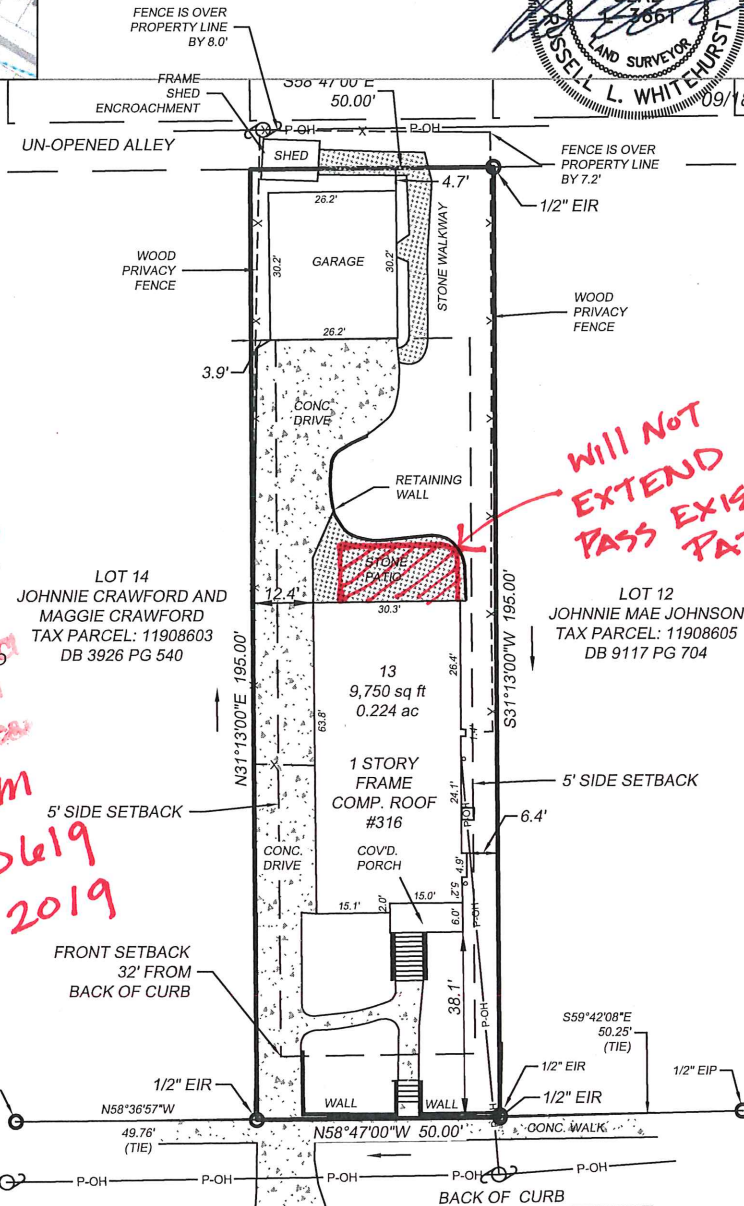 FENCE IS OVER
PROPERTY LINE
BY 8.0'
L-3661
LAND SURVEYOR
RUSSELL L. WHITEHURST
FRAME
SHED
ENCROACHMENT
S58°47'00"E
50.00'
UN-OPENED ALLEY
X
P-OH
X
P-OH
SHED
FENCE IS OVER
PROPERTY LINE
BY 7.2'
4.7'
1/2" EIR
26.2'
WOOD
PRIVACY
FENCE
30.2'
GARAGE
30.2'
STONE WALKWAY
WOOD
PRIVACY
FENCE
26.2'
3.9'
CONC.
DRIVE
RETAINING
WALL
WILL NOT
EXTEND
STONE
PATIO
LOT 14
JOHNNIE CRAWFORD AND
MAGGIE CRAWFORD
TAX PARCEL: 11908603
DB 3926 PG 540
12.4'
30.3'
LOT 12
JOHNNIE MAE JOHNSON
TAX PARCEL: 11908605
DB 9117 PG 704
N31°13'00"E 195.00'
S31°13'00"W 195.00'
13
9,750 sq ft
0.224 ac
26.4'
63.8'
1 STORY
FRAME
COMP. ROOF
#316
5' SIDE SETBACK
24.1'
P-OH
5' SIDE SETBACK
6.4'
CONC.
DRIVE
COV'D.
PORCH
4.9'
5.2'
15.1'
2.0'
15.0'
6.0'
2019
P-OH
FRONT SETBACK
32' FROM
BACK OF CURB
38.1'
P-OH
S59°42'08"E
50.25'
(TIE)
1/2" EIR
WALL
WALL
1/2" EIR
1/2" EIR
1/2" EIP
N58°36'57"W
49.76'
(TIE)
N58°47'00"W 50.00'
CONC. WALK
P-OH
P-OH
P-OH
P-OH
P-OH
BACK OF CURB